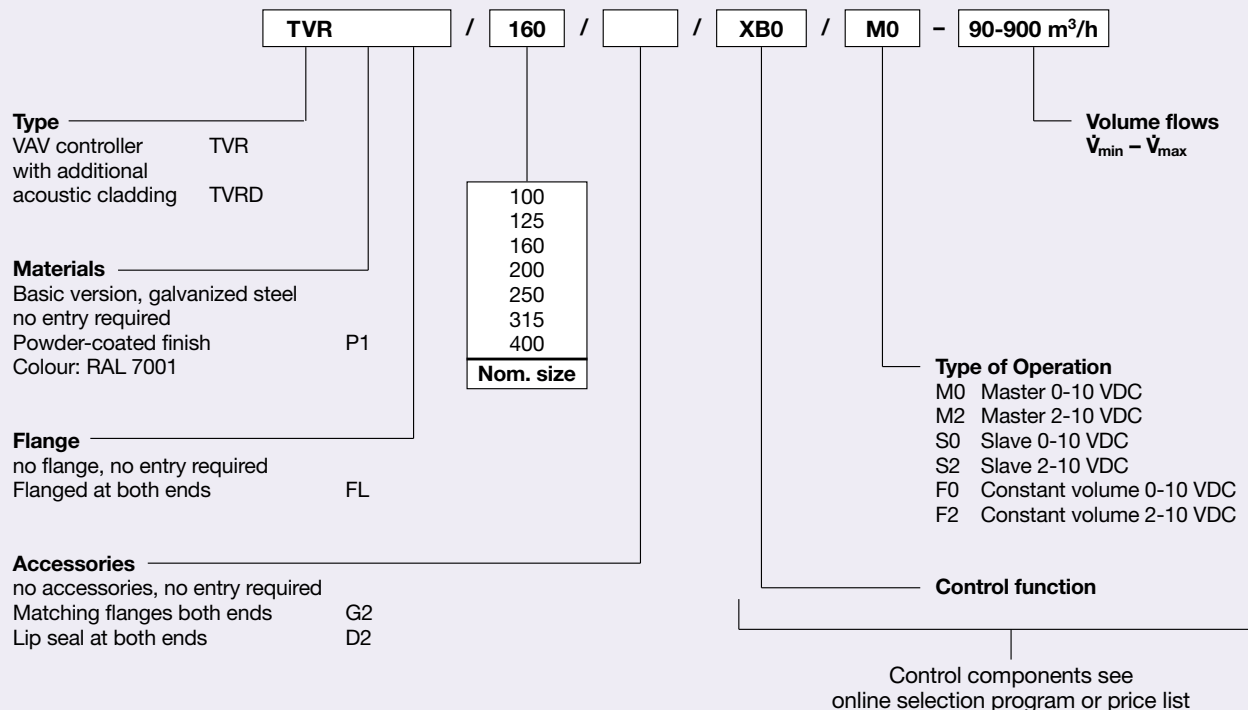 TVR / 160 / / XB0 / M0 – 90-900 m³/h
Type
VAV controller TVR
with additional
acoustic cladding TVRD
Materials
Basic version, galvanized steel
no entry required
Powder-coated finish P1
Colour: RAL 7001
Flange
no flange, no entry required
Flanged at both ends FL
Accessories
no accessories, no entry required
Matching flanges both ends G2
Lip seal at both ends D2
100
125
160
200
250
315
400
Nom. size
Volume flows
V̇min – V̇max
Type of Operation
M0 Master 0-10 VDC
M2 Master 2-10 VDC
S0 Slave 0-10 VDC
S2 Slave 2-10 VDC
F0 Constant volume 0-10 VDC
F2 Constant volume 2-10 VDC
Control function
Control components see
online selection program or price list